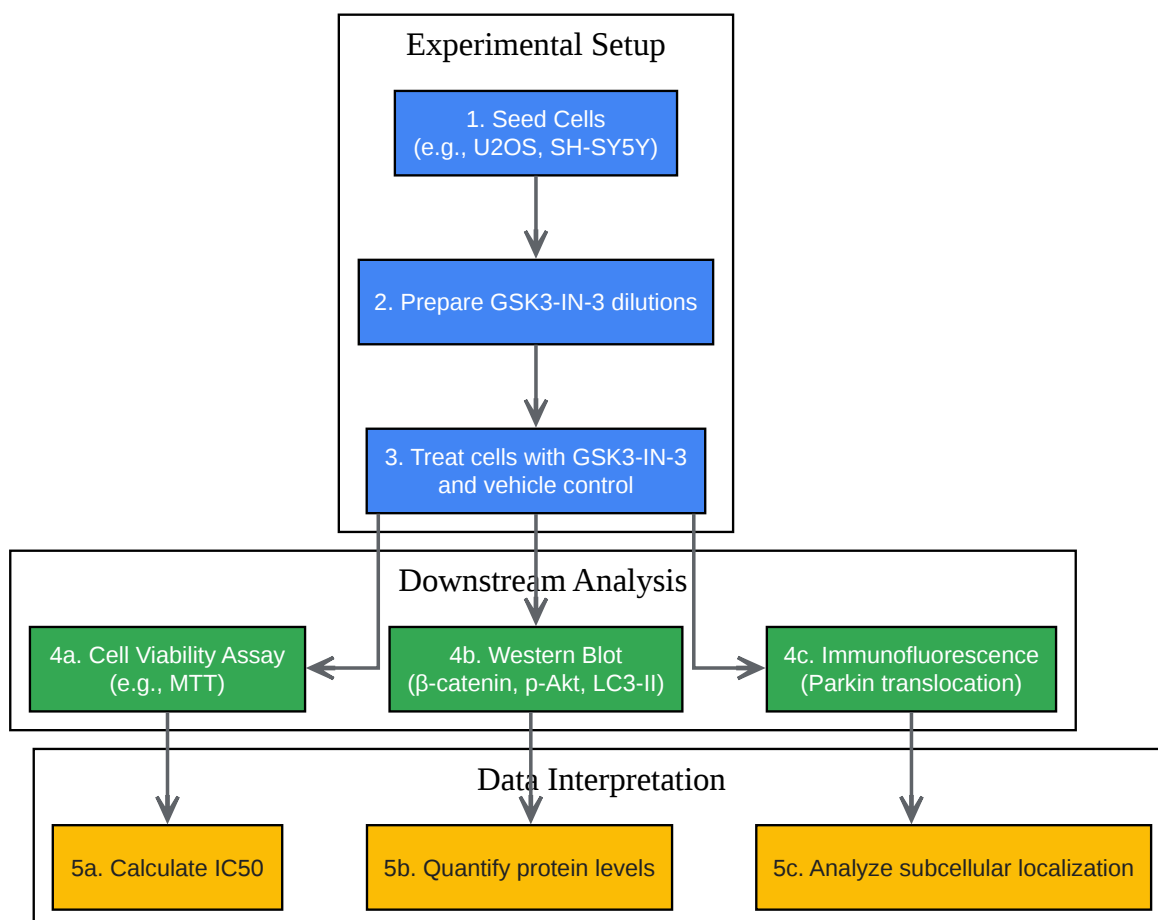 Experimental Setup
1. Seed Cells
(e.g., U2OS, SH-SY5Y)
2. Prepare GSK3-IN-3 dilutions
3. Treat cells with GSK3-IN-3
and vehicle control
Downstream Analysis
4a. Cell Viability Assay
(e.g., MTT)
4b. Western Blot
(β-catenin, p-Akt, LC3-II)
4c. Immunofluorescence
(Parkin translocation)
Data Interpretation
5a. Calculate IC50
5b. Quantify protein levels
5c. Analyze subcellular localization